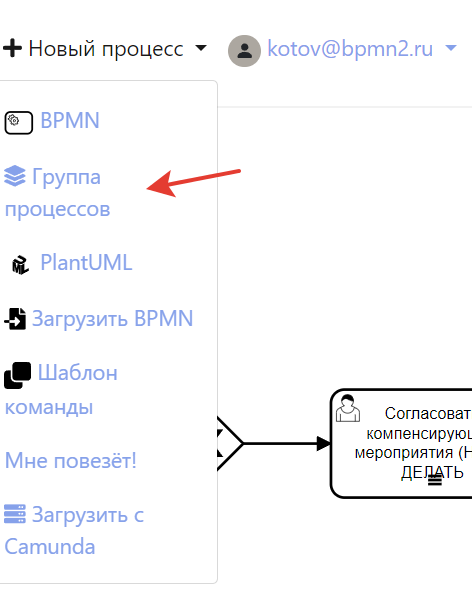 Новый процесс
kotov@bpmn2.ru
BPMN
Группа
процессов
PlantUML
Загрузить BPMN
Шаблон
команды
Мне повезёт!
Загрузить с
Camunda
Согласоват
компенсирующ
мероприятия (Н
ДЕЛАТЬ